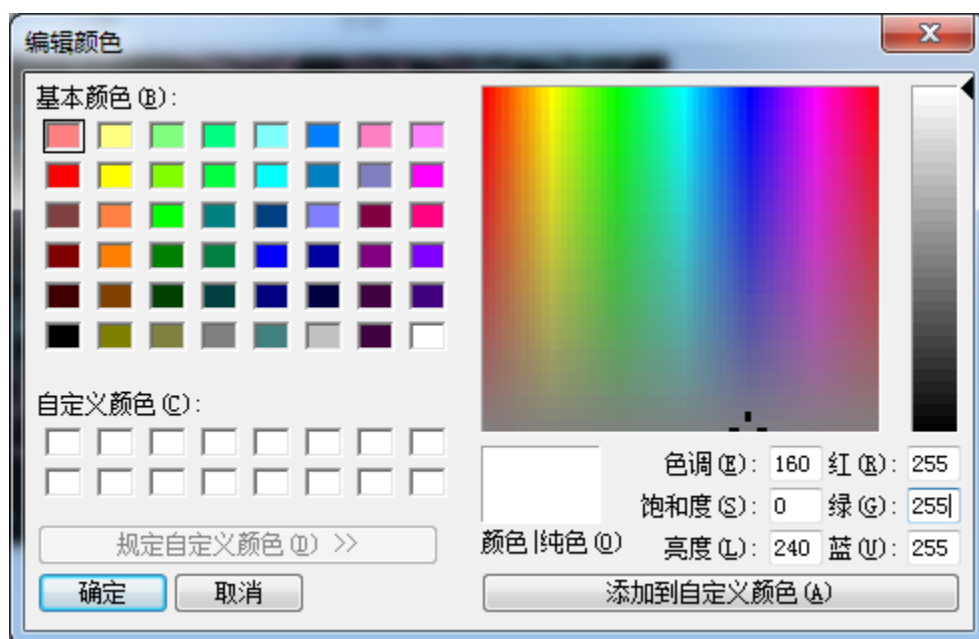 编辑颜色
基本颜色(B):
自定义颜色(C):
规定自定义颜色(D) >>
确定
取消
颜色|纯色(O)
色调(E): 160
饱和度(S): 0
亮度(L): 240
红(R): 255
绿(G): 255
蓝(U): 255
添加到自定义颜色(A)